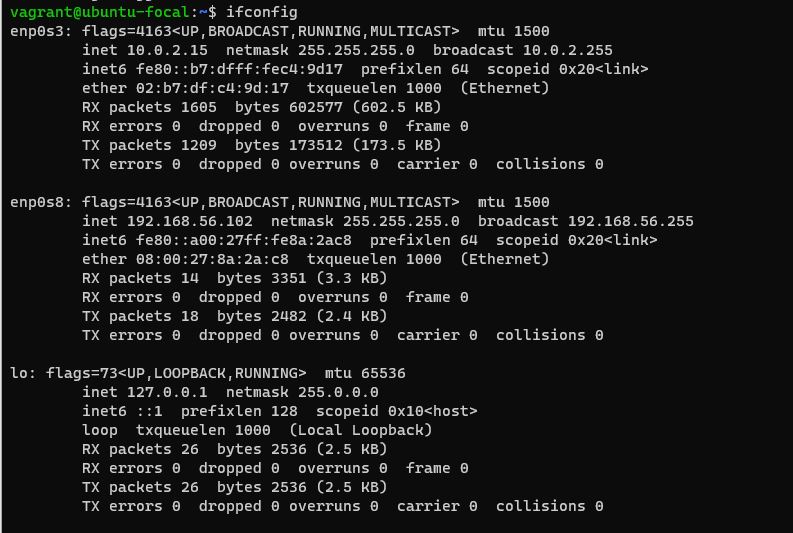 vagrant@ubuntu-focal:~$ ifconfig
enp0s3: flags=4163<UP,BROADCAST,RUNNING,MULTICAST>  mtu 1500
        inet 10.0.2.15  netmask 255.255.255.0  broadcast 10.0.2.255
        inet6 fe80::b7:dfff:fec4:9d17  prefixlen 64  scopeid 0x20<link>
        ether 02:b7:df:c4:9d:17  txqueuelen 1000  (Ethernet)
        RX packets 1605  bytes 602577 (602.5 KB)
        RX errors 0  dropped 0  overruns 0  frame 0
        TX packets 1209  bytes 173512 (173.5 KB)
        TX errors 0  dropped 0 overruns 0  carrier 0  collisions 0

enp0s8: flags=4163<UP,BROADCAST,RUNNING,MULTICAST>  mtu 1500
        inet 192.168.56.102  netmask 255.255.255.0  broadcast 192.168.56.255
        inet6 fe80::a00:27ff:fe8a:2ac8  prefixlen 64  scopeid 0x20<link>
        ether 08:00:27:8a:2a:c8  txqueuelen 1000  (Ethernet)
        RX packets 14  bytes 3351 (3.3 KB)
        RX errors 0  dropped 0  overruns 0  frame 0
        TX packets 18  bytes 2482 (2.4 KB)
        TX errors 0  dropped 0 overruns 0  carrier 0  collisions 0

lo: flags=73<UP,LOOPBACK,RUNNING>  mtu 65536
        inet 127.0.0.1  netmask 255.0.0.0
        inet6 ::1  prefixlen 128  scopeid 0x10<host>
        loop  txqueuelen 1000  (Local Loopback)
        RX packets 26  bytes 2536 (2.5 KB)
        RX errors 0  dropped 0  overruns 0  frame 0
        TX packets 26  bytes 2536 (2.5 KB)
        TX errors 0  dropped 0 overruns 0  carrier 0  collisions 0